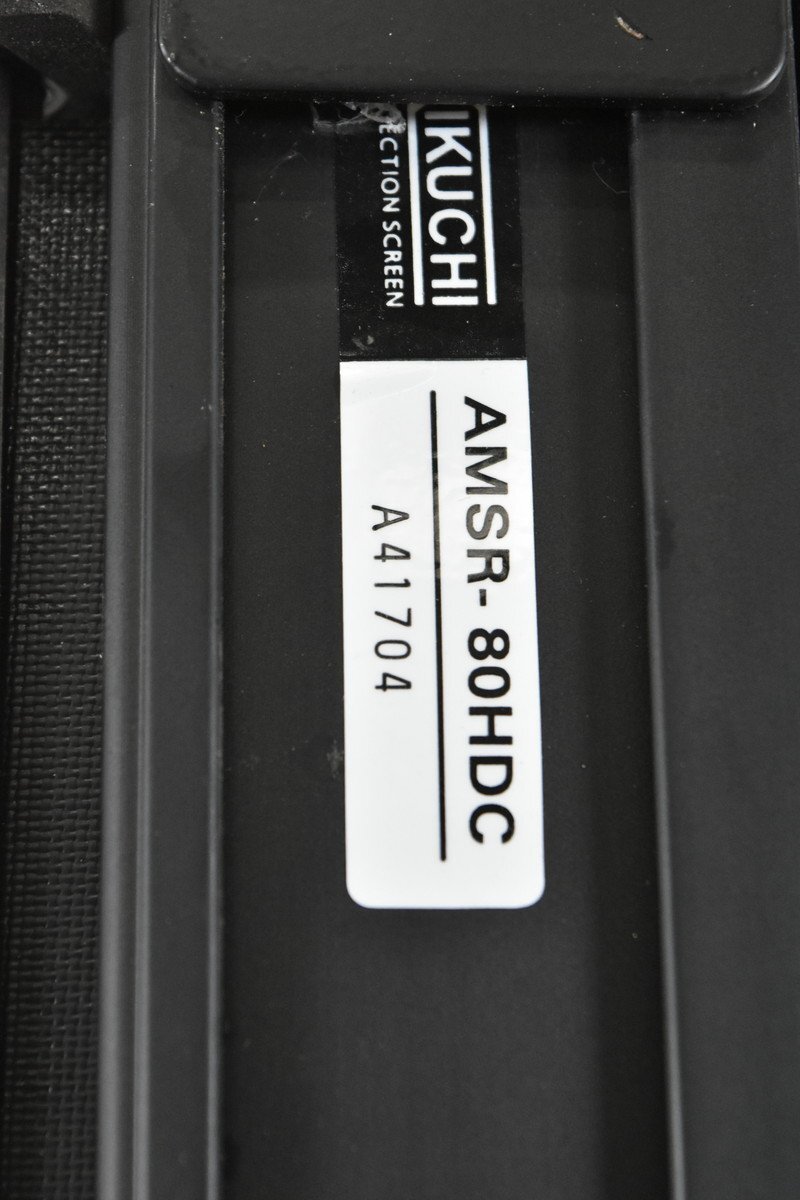 IKUCHI
ECTION SCREEN
AMSR-80HDC
A41704